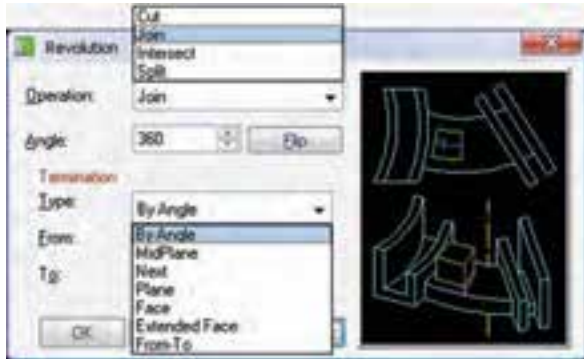 Cut
Join
Intersect
Split
Revolution
Operation:
Join
Angle:
360
Flip
Termination
Type:
By Angle
From:
By Angle
MidPlane
Next
To:
Plane
Face
Extended Face
From-To
OK